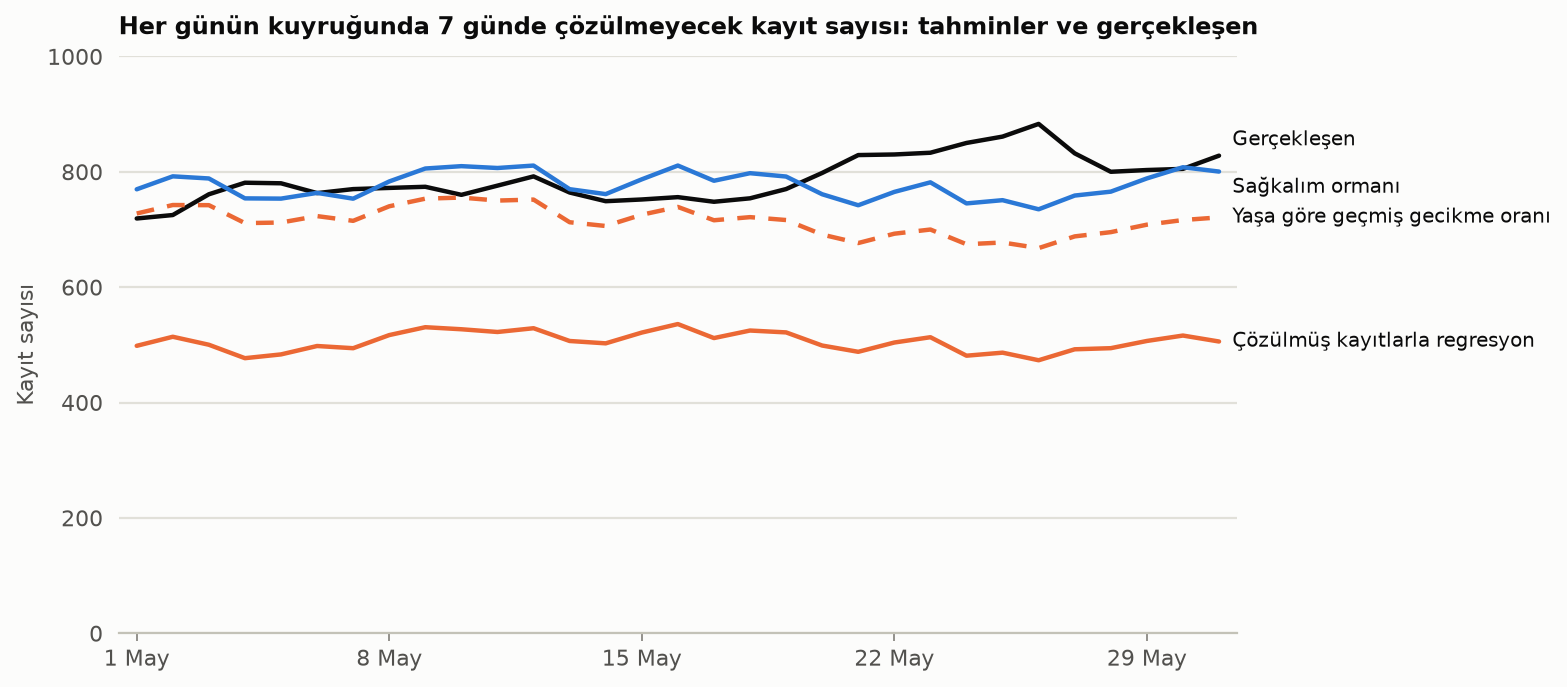 Her günün kuyruğunda 7 günde çözülmeyecek kayıt sayısı: tahminler ve gerçekleşen
Kayıt sayısı
1000
800
600
400
200
0
1 May
8 May
15 May
22 May
29 May
Gerçekleşen
Sağkalım ormanı
Yaşa göre geçmiş gecikme oranı
Çözülmüş kayıtlarla regresyon